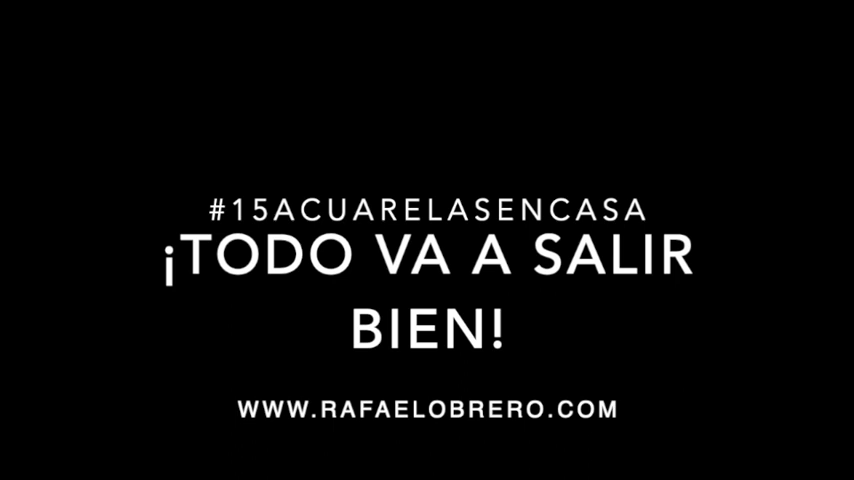 #15ACUARELASENCASA
¡TODO VA A SALIR
BIEN!
WWW.RAFAELOBRERO.COM